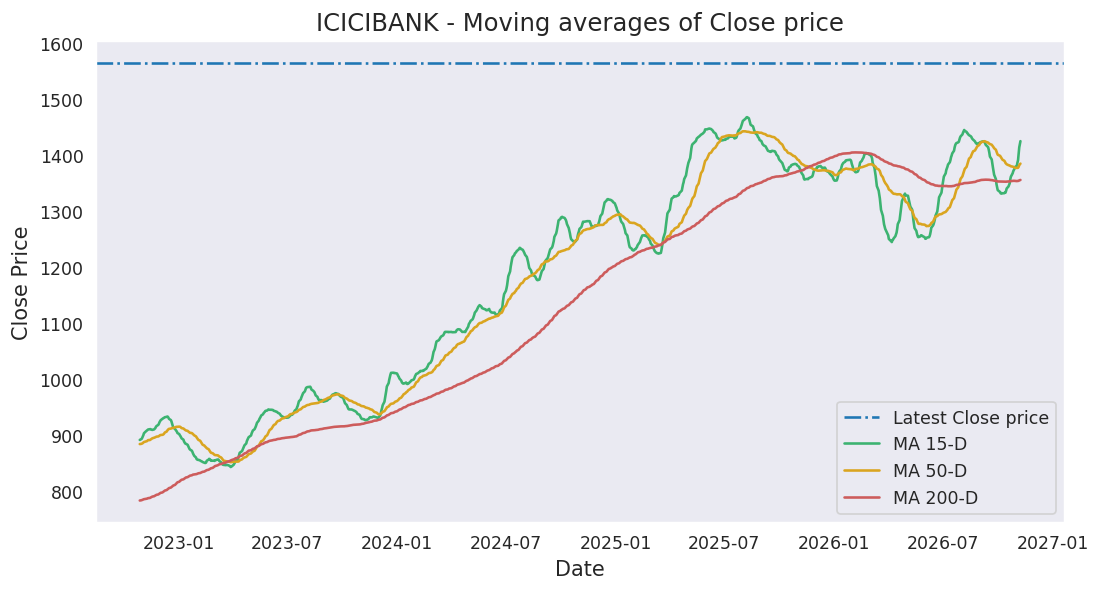 ICICIBANK - Moving averages of Close price
Close Price
1600
1500
1400
1300
1200
1100
1000
900
800
Latest Close price
MA 15-D
MA 50-D
MA 200-D
2023-01 2023-07 2024-01 2024-07 2025-01 2025-07 2026-01 2026-07 2027-01
Date